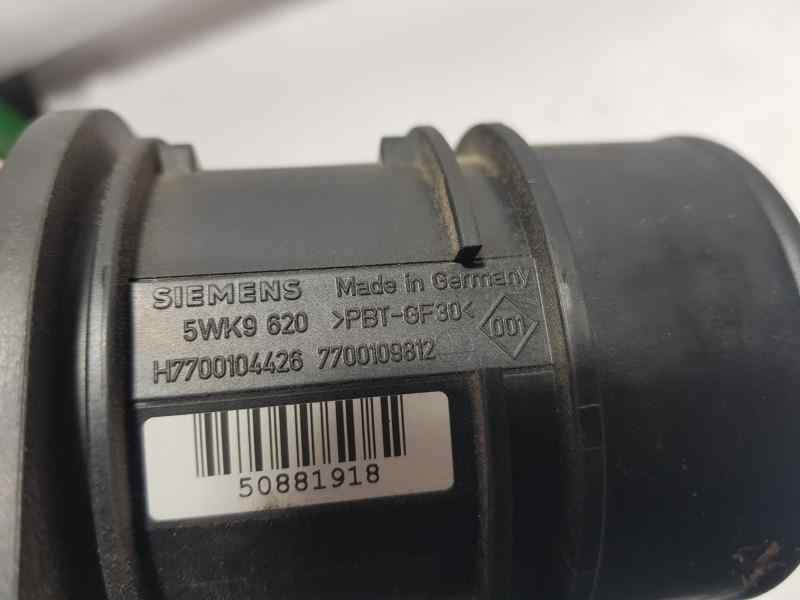 SIEMENS Made in Germany
5WK9 620 >PBT-GF30< 001
H7700104426 7700109812
50881918